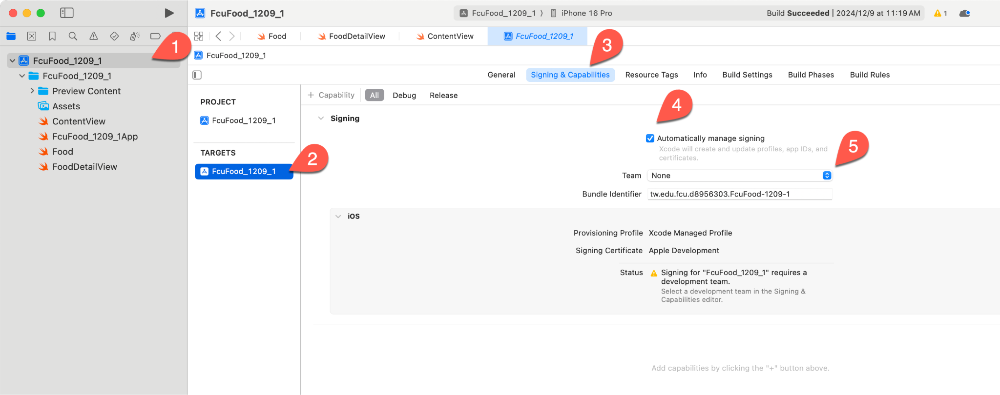 FcuFood_1209_1
FcuFood_1209_1 〉 iPhone 16 Pro
Build Succeeded | 2024/12/9 at 11:19 AM
1
Food
FoodDetailView
ContentView
FcuFood_1209_1
1
3
FcuFood_1209_1
FcuFood_1209_1
FcuFood_1209_1
Preview Content
Assets
ContentView
FcuFood_1209_1App
Food
FoodDetailView
General
Signing & Capabilities
Resource Tags
Info
Build Settings
Build Phases
Build Rules
PROJECT
FcuFood_1209_1
TARGETS
FcuFood_1209_1
2
+ Capability
All
Debug
Release
4
Signing
Automatically manage signing
Xcode will create and update profiles, app IDs, and
certificates.
5
Team None
Bundle Identifier tw.edu.fcu.d8956303.FcuFood-1209-1
iOS
Provisioning Profile Xcode Managed Profile
Signing Certificate Apple Development
Status Signing for "FcuFood_1209_1" requires a
development team.
Select a development team in the Signing &
Capabilities editor.
Add capabilities by clicking the "+" button above.